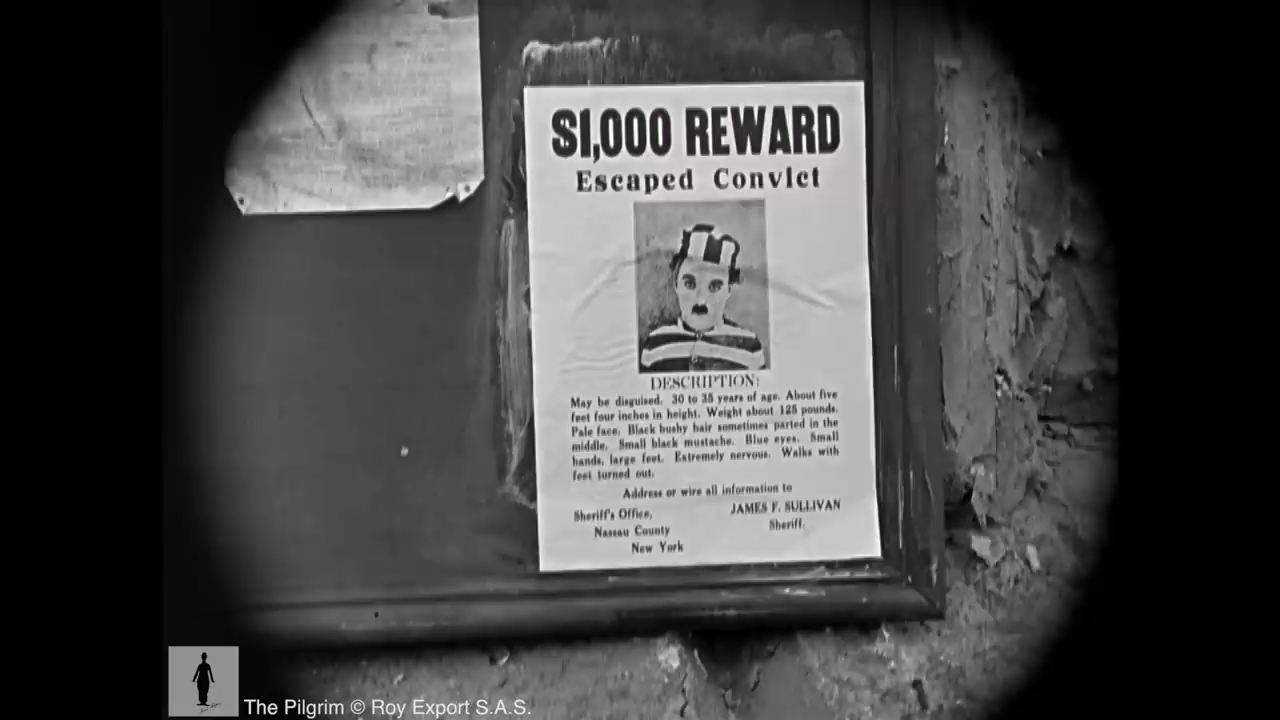 $1,000 REWARD
Escaped Convict
DESCRIPTION:
May be disguised. 30 to 35 years of age. About five
feet four inches in height. Weight about 125 pounds.
Pale face. Black bushy hair sometimes parted in the
middle. Small black mustache. Blue eyes. Small
hands, large feet. Extremely nervous. Walks with
feet turned out.
Address or wire all information to
Sheriff's Office,
Nassau County
New York
JAMES F. SULLIVAN
Sheriff.
The Pilgrim © Roy Export S.A.S.